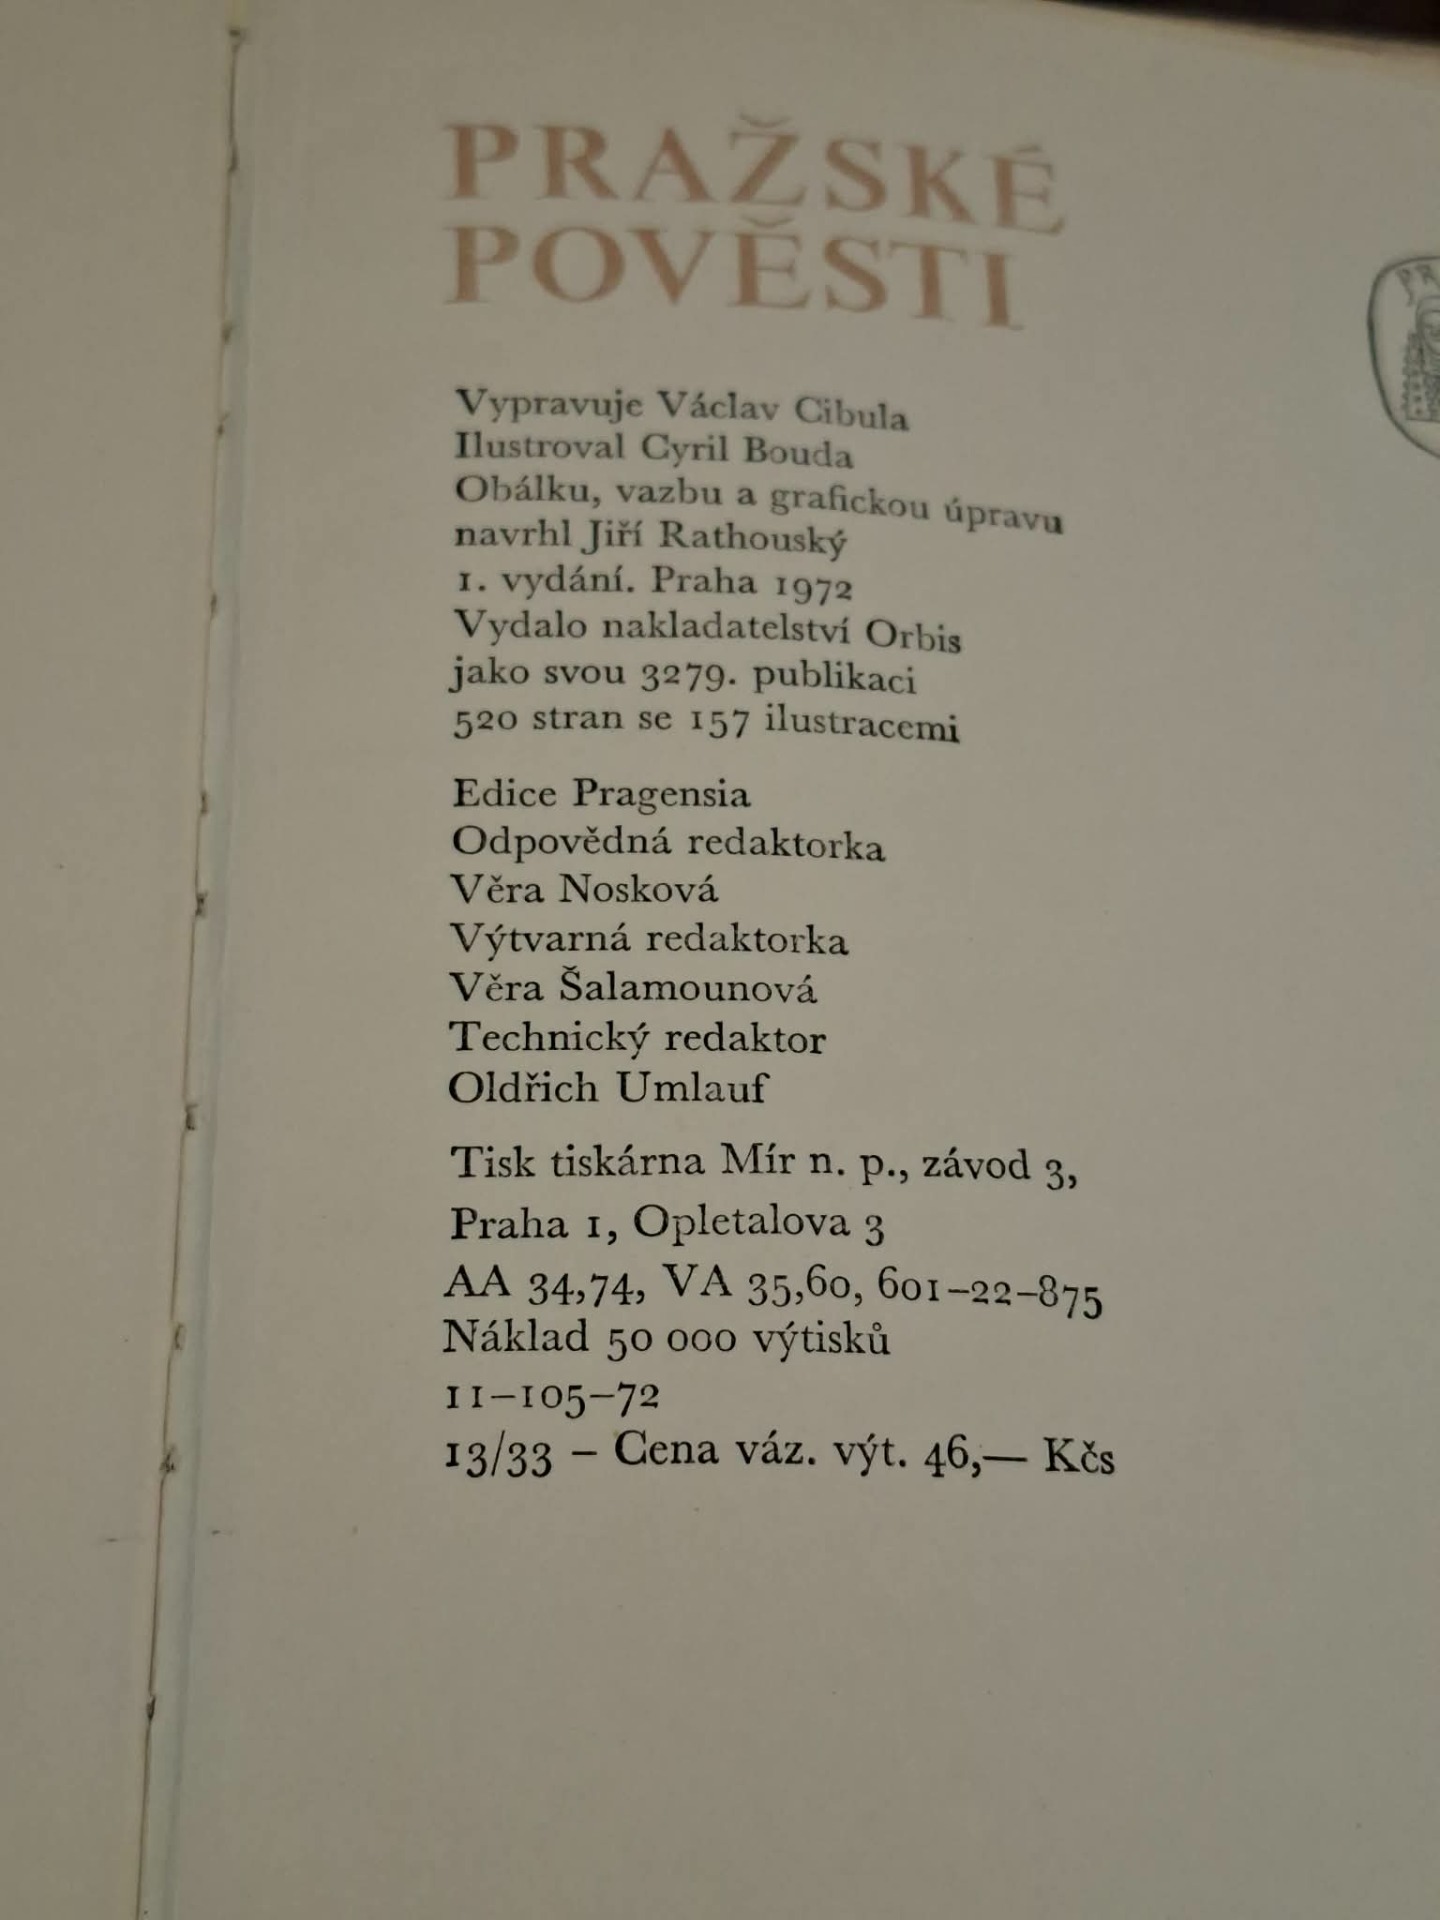 PRAŽSKÉ
POVĚSTI
Vypravuje Václav Cibula
Ilustroval Cyril Bouda
Obálku, vazbu a grafickou úpravu
navrhl Jiří Rathouský
1. vydání. Praha 1972
Vydalo nakladatelství Orbis
jako svou 3279. publikaci
520 stran se 157 ilustracemi
Edice Pragensia
Odpovědná redaktorka
Věra Nosková
Výtvarná redaktorka
Věra Šalamounová
Technický redaktor
Oldřich Umlauf
Tisk tiskárna Mír n. p., závod 3,
Praha 1, Opletalova 3
AA 34,74, VA 35,60, 601–22–875
Náklad 50 000 výtisků
11–105–72
13/33 – Cena váz. výt. 46,— Kčs